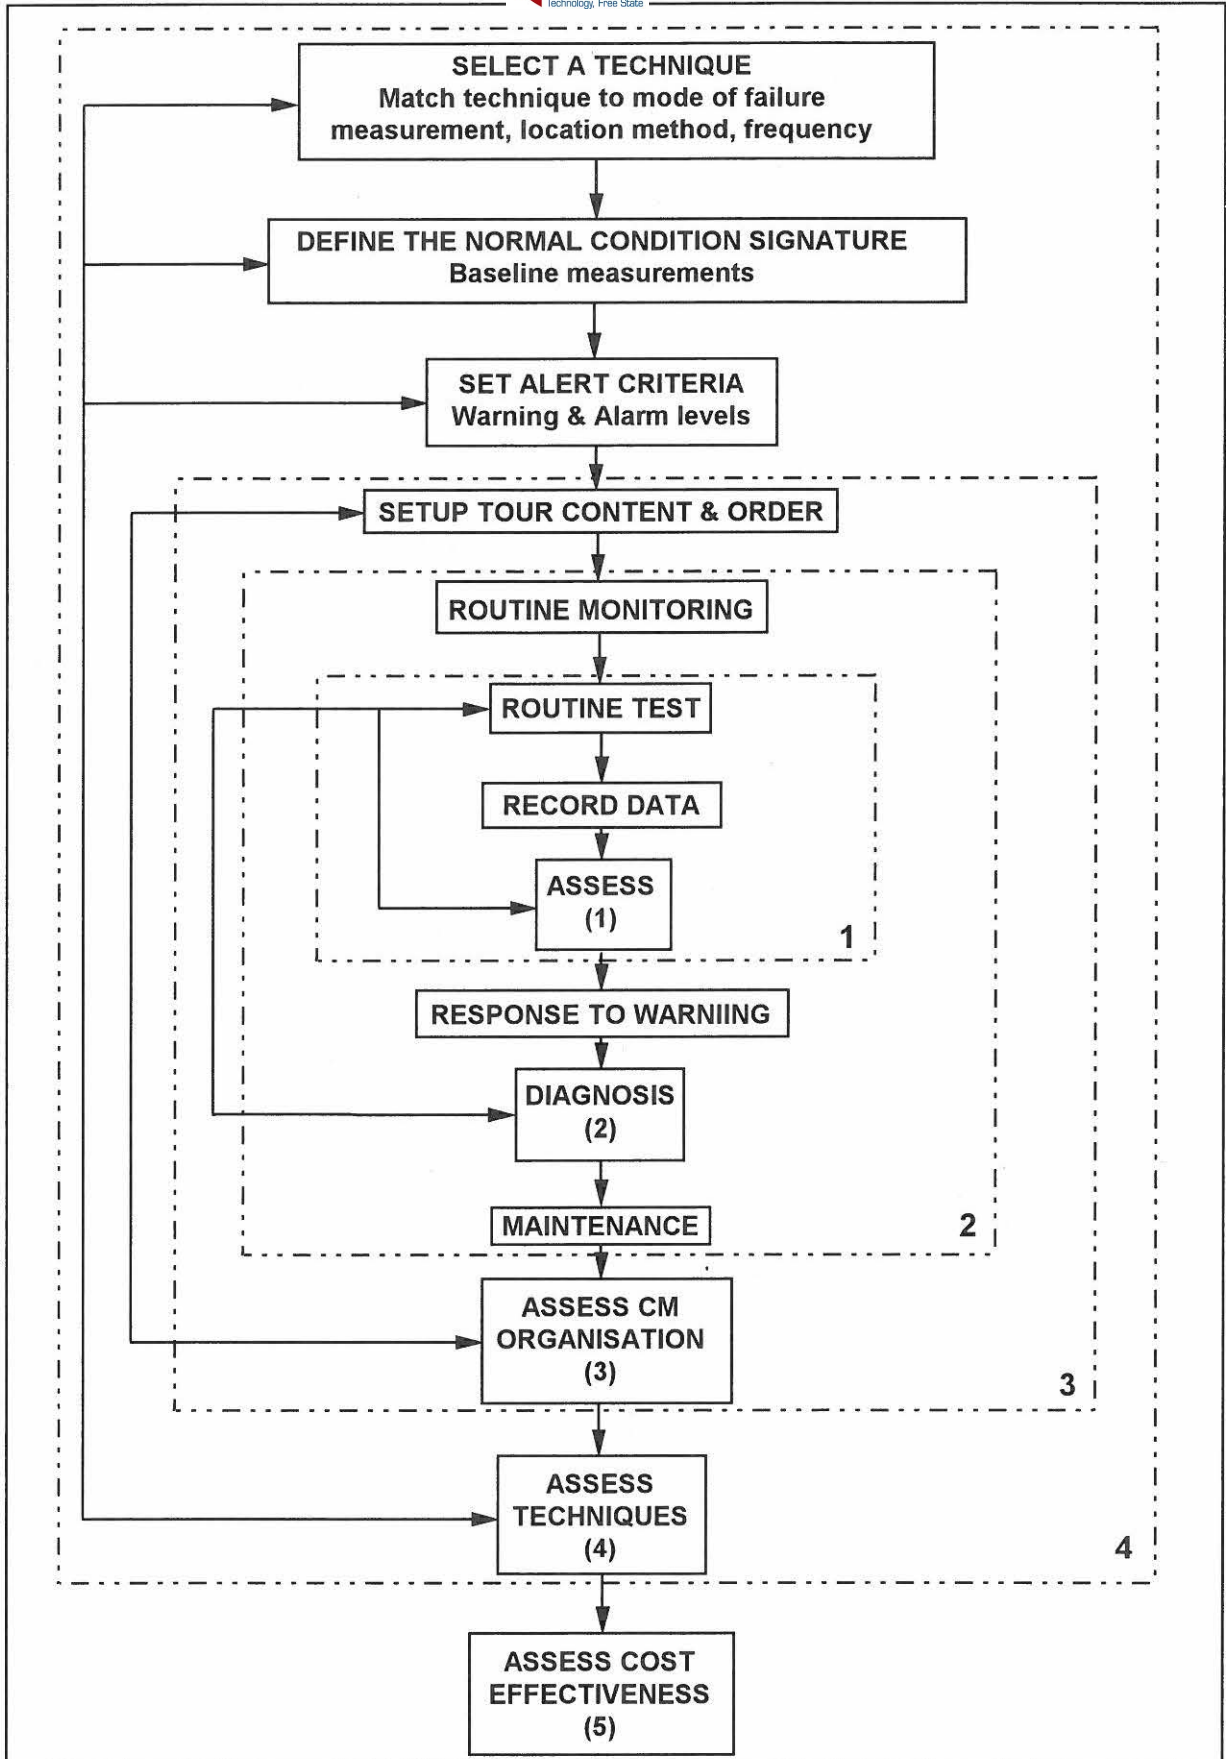 Technology, Free State
SELECT A TECHNIQUE
Match technique to mode of failure
measurement, location method, frequency
DEFINE THE NORMAL CONDITION SIGNATURE
Baseline measurements
SET ALERT CRITERIA
Warning & Alarm levels
SETUP TOUR CONTENT & ORDER
ROUTINE MONITORING
ROUTINE TEST
RECORD DATA
ASSESS
(1)
1
RESPONSE TO WARNIING
DIAGNOSIS
(2)
MAINTENANCE
2
ASSESS CM
ORGANISATION
(3)
3
ASSESS
TECHNIQUES
(4)
4
ASSESS COST
EFFECTIVENESS
(5)